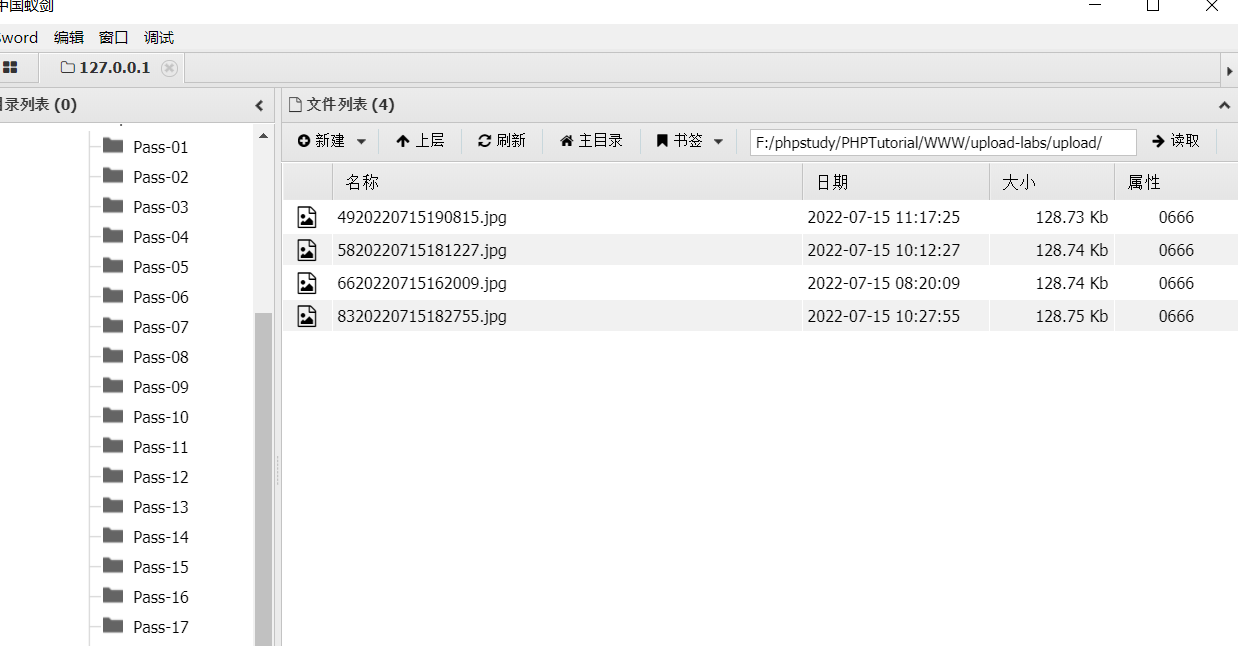 中国蚁剑
Sword 编辑 窗口 调试
127.0.0.1
目录列表 (0)
文件列表 (4)
新建 上层 刷新 主目录 书签 F:/phpstudy/PHPTutorial/WWW/upload-labs/upload/ 读取
名称 日期 大小 属性
4920220715190815.jpg 2022-07-15 11:17:25 128.73 Kb 0666
5820220715181227.jpg 2022-07-15 10:12:27 128.74 Kb 0666
6620220715162009.jpg 2022-07-15 08:20:09 128.74 Kb 0666
8320220715182755.jpg 2022-07-15 10:27:55 128.75 Kb 0666
Pass-01
Pass-02
Pass-03
Pass-04
Pass-05
Pass-06
Pass-07
Pass-08
Pass-09
Pass-10
Pass-11
Pass-12
Pass-13
Pass-14
Pass-15
Pass-16
Pass-17